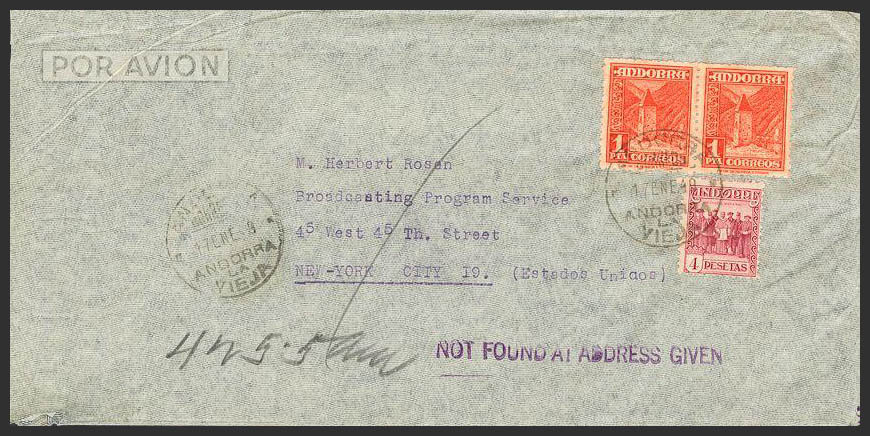 POR AVION
ANDORRA
ANDORRA
1 PTA CORREOS
1 PTA CORREOS
M. Herbert Rosen
Broadcasting Program Service
45 West 45 Th. Street
NEW-YORK CITY 19. (Estados Unidos)
ANDORRA
LA
VIEJA
17ENE 49
ANDORRA
LA
VIEJA
4 PESETAS
NOT FOUND AT ADDRESS GIVEN